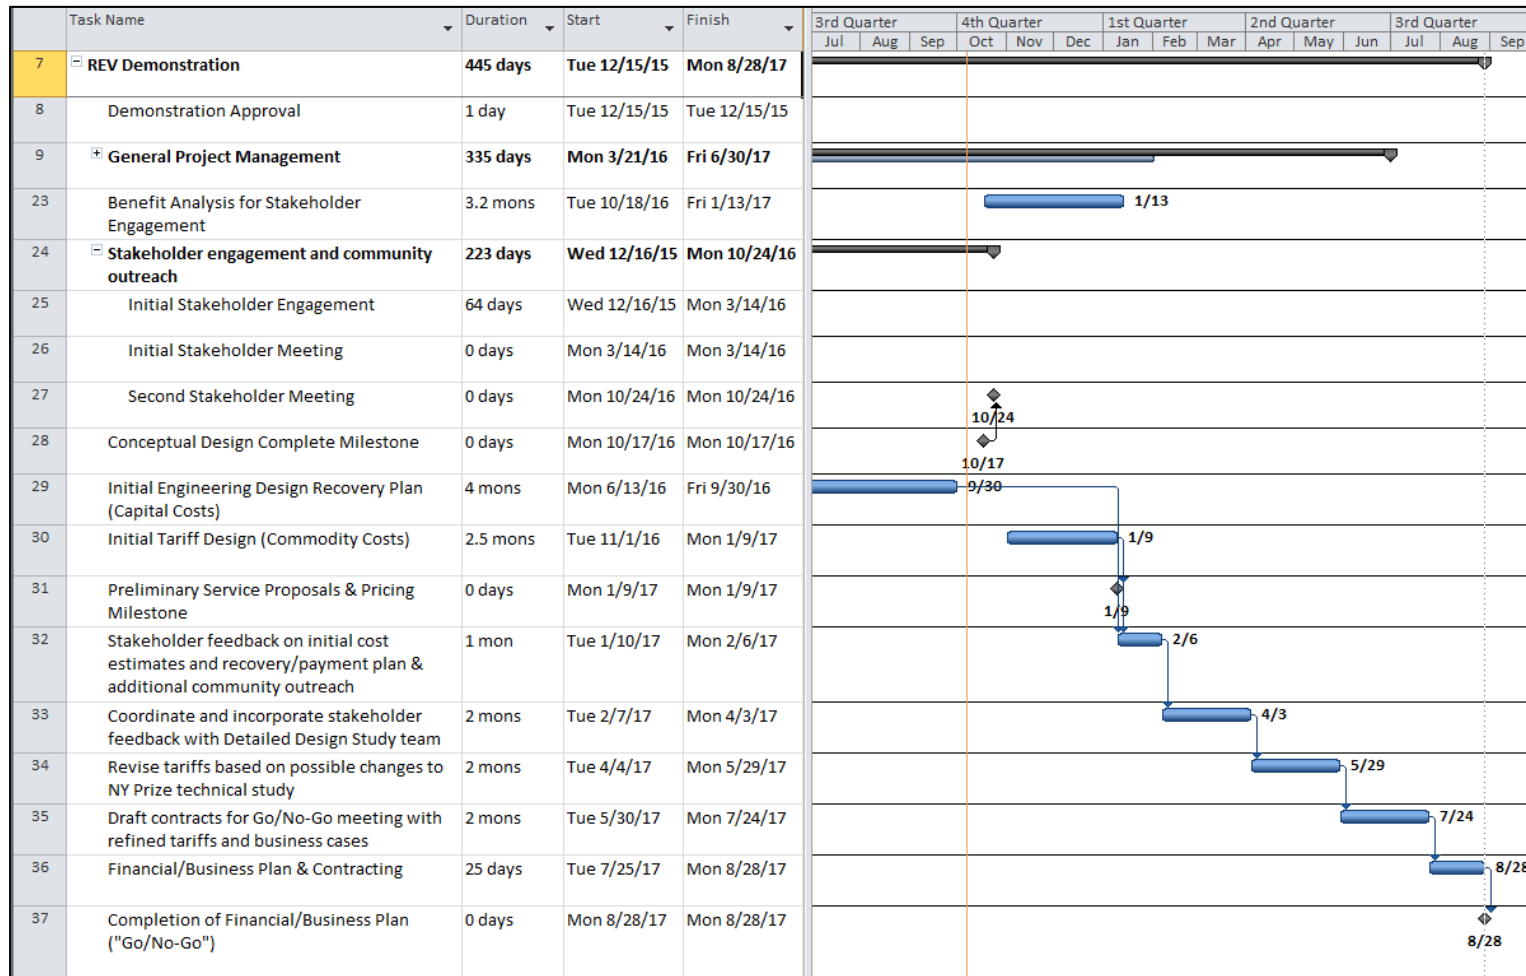 Task Name Duration Start Finish
3rd Quarter 4th Quarter 1st Quarter 2nd Quarter 3rd Quarter
Jul Aug Sep Oct Nov Dec Jan Feb Mar Apr May Jun Jul Aug Sep
7 REV Demonstration 445 days Tue 12/15/15 Mon 8/28/17
8 Demonstration Approval 1 day Tue 12/15/15 Tue 12/15/15
9 General Project Management 335 days Mon 3/21/16 Fri 6/30/17
23 Benefit Analysis for Stakeholder 3.2 mons Tue 10/18/16 Fri 1/13/17 1/13
Engagement
24 Stakeholder engagement and community 223 days Wed 12/16/15 Mon 10/24/16
outreach
25 Initial Stakeholder Engagement 64 days Wed 12/16/15 Mon 3/14/16
26 Initial Stakeholder Meeting 0 days Mon 3/14/16 Mon 3/14/16
27 Second Stakeholder Meeting 0 days Mon 10/24/16 Mon 10/24/16
10/24
28 Conceptual Design Complete Milestone 0 days Mon 10/17/16 Mon 10/17/16
10/17
29 Initial Engineering Design Recovery Plan 4 mons Mon 6/13/16 Fri 9/30/16 9/30
(Capital Costs)
30 Initial Tariff Design (Commodity Costs) 2.5 mons Tue 11/1/16 Mon 1/9/17 1/9
31 Preliminary Service Proposals & Pricing 0 days Mon 1/9/17 Mon 1/9/17
Milestone 1/9
32 Stakeholder feedback on initial cost 1 mon Tue 1/10/17 Mon 2/6/17 2/6
estimates and recovery/payment plan &
additional community outreach
33 Coordinate and incorporate stakeholder 2 mons Tue 2/7/17 Mon 4/3/17 4/3
feedback with Detailed Design Study team
34 Revise tariffs based on possible changes to 2 mons Tue 4/4/17 Mon 5/29/17 5/29
NY Prize technical study
35 Draft contracts for Go/No-Go meeting with 2 mons Tue 5/30/17 Mon 7/24/17 7/24
refined tariffs and business cases
36 Financial/Business Plan & Contracting 25 days Tue 7/25/17 Mon 8/28/17 8/28
37 Completion of Financial/Business Plan 0 days Mon 8/28/17 Mon 8/28/17
("Go/No-Go") 8/28